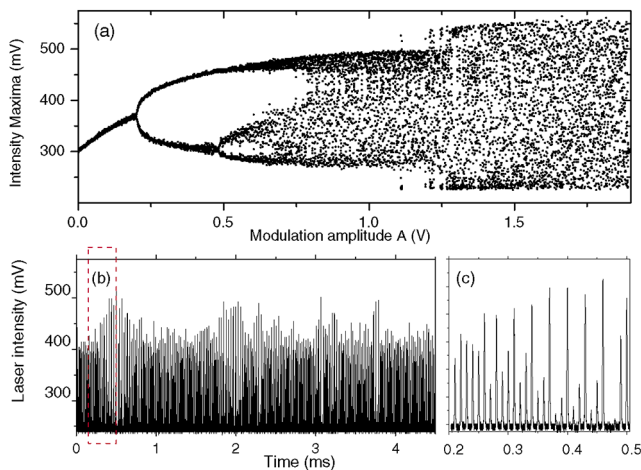 (a)
Intensity Maxima (mV)
500
400
300
0.0 0.5 1.0 1.5
Modulation amplitude A (V)
(b)
(c)
Laser intensity (mV)
500
400
300
0 1 2 3 4
0.2 0.3 0.4 0.5
Time (ms)